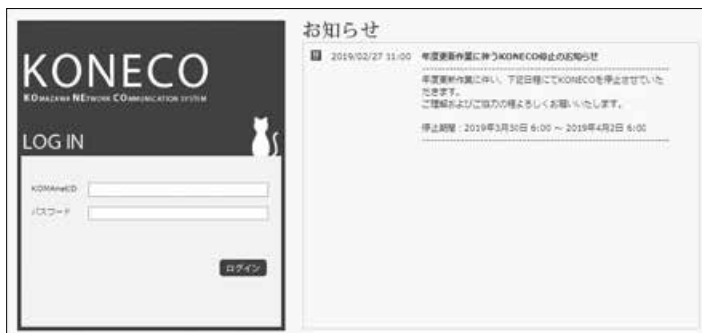 KONECO
KOMAZAWA NETWORK COMMUNICATION SYSTEM
LOG IN
KOMAnetID
パスワード
ログイン
お知らせ
2019/02/27 11:00 年度更新作業に伴うKONECO停止のお知らせ
年度更新作業に伴い、下記日程にてKONECOを停止させていた
だきます。
ご理解およびご協力の程よろしくお願いいたします。
停止期間：2019年3月30日 6:00 ～ 2019年4月2日 6:00